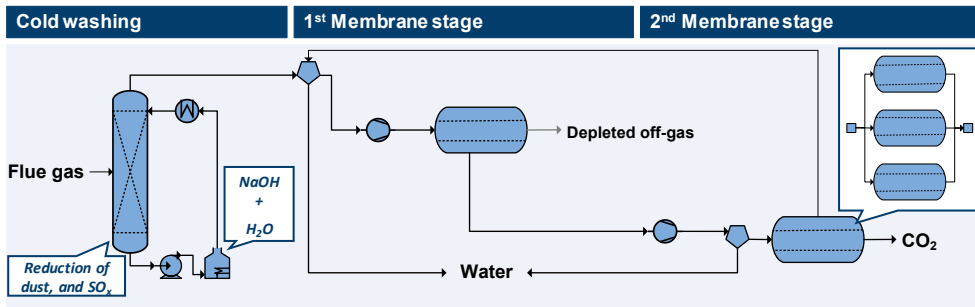 Cold washing
1st Membrane stage
2nd Membrane stage
Flue gas
NaOH
+
H2O
Reduction of
dust, and SOx
Depleted off-gas
Water
CO2